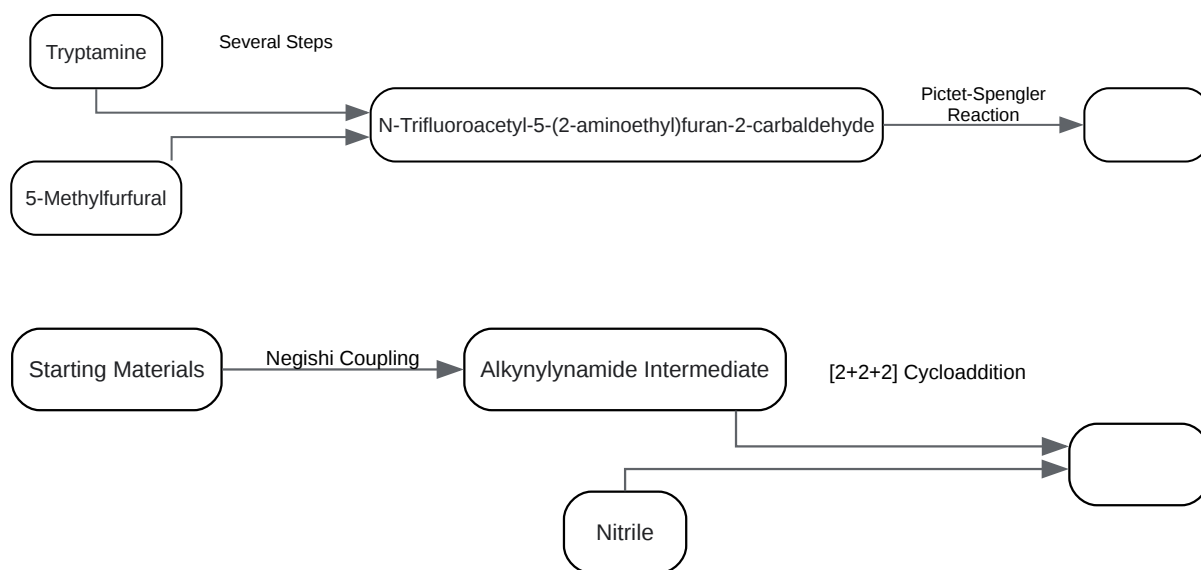 Tryptamine
Several Steps
N-Trifluoroacetyl-5-(2-aminoethyl)furan-2-carbaldehyde
Pictet-Spengler
Reaction
5-Methylfurfural
Starting Materials
Negishi Coupling
Alkynylynamide Intermediate
[2+2+2] Cycloaddition
Nitrile